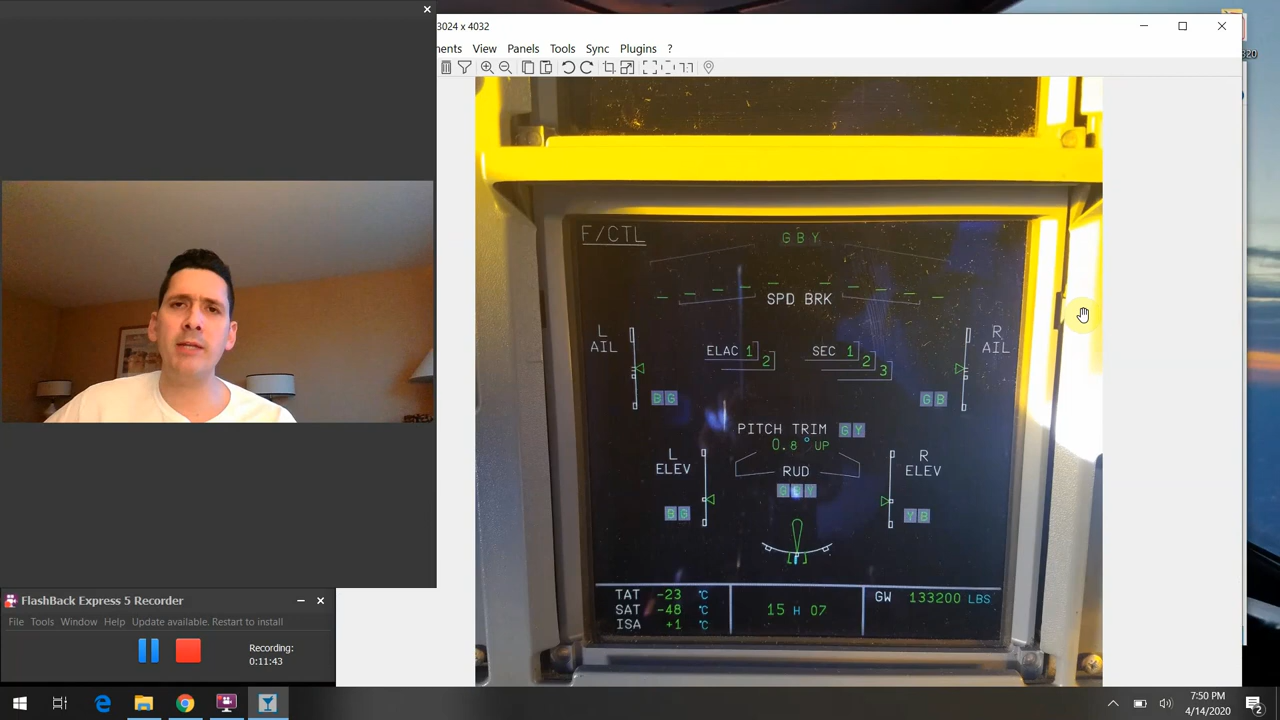 3024 x 4032
ments View Panels Tools Sync Plugins ?
F/CTL
G B Y
SPD BRK
L AIL
R AIL
ELAC 1 2
SEC 1 2 3
B G
G B
PITCH TRIM G Y
0.8° UP
L ELEV
R ELEV
RUD
Y B
TAT -23 °C
SAT -48 °C
ISA +1 °C
15 H 07
GW 133200 LBS
FlashBack Express 5 Recorder
File Tools Window Help Update available. Restart to install
Recording:
0:11:43
7:50 PM
4/14/2020
2